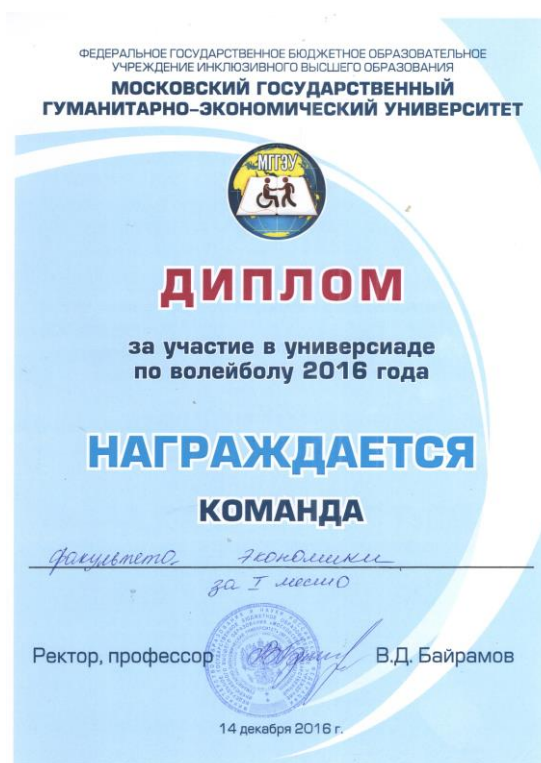 ФЕДЕРАЛЬНОЕ ГОСУДАРСТВЕННОЕ БЮДЖЕТНОЕ ОБРАЗОВАТЕЛЬНОЕ
УЧРЕЖДЕНИЕ ИНКЛЮЗИВНОГО ВЫСШЕГО ОБРАЗОВАНИЯ
МОСКОВСКИЙ ГОСУДАРСТВЕННЫЙ
ГУМАНИТАРНО-ЭКОНОМИЧЕСКИЙ УНИВЕРСИТЕТ
МГГЭУ
ДИПЛОМ
за участие в универсиаде
по волейболу 2016 года
НАГРАЖДАЕТСЯ
КОМАНДА
факультета экономики
за I место
Ректор, профессор В.Д. Байрамов
14 декабря 2016 г.